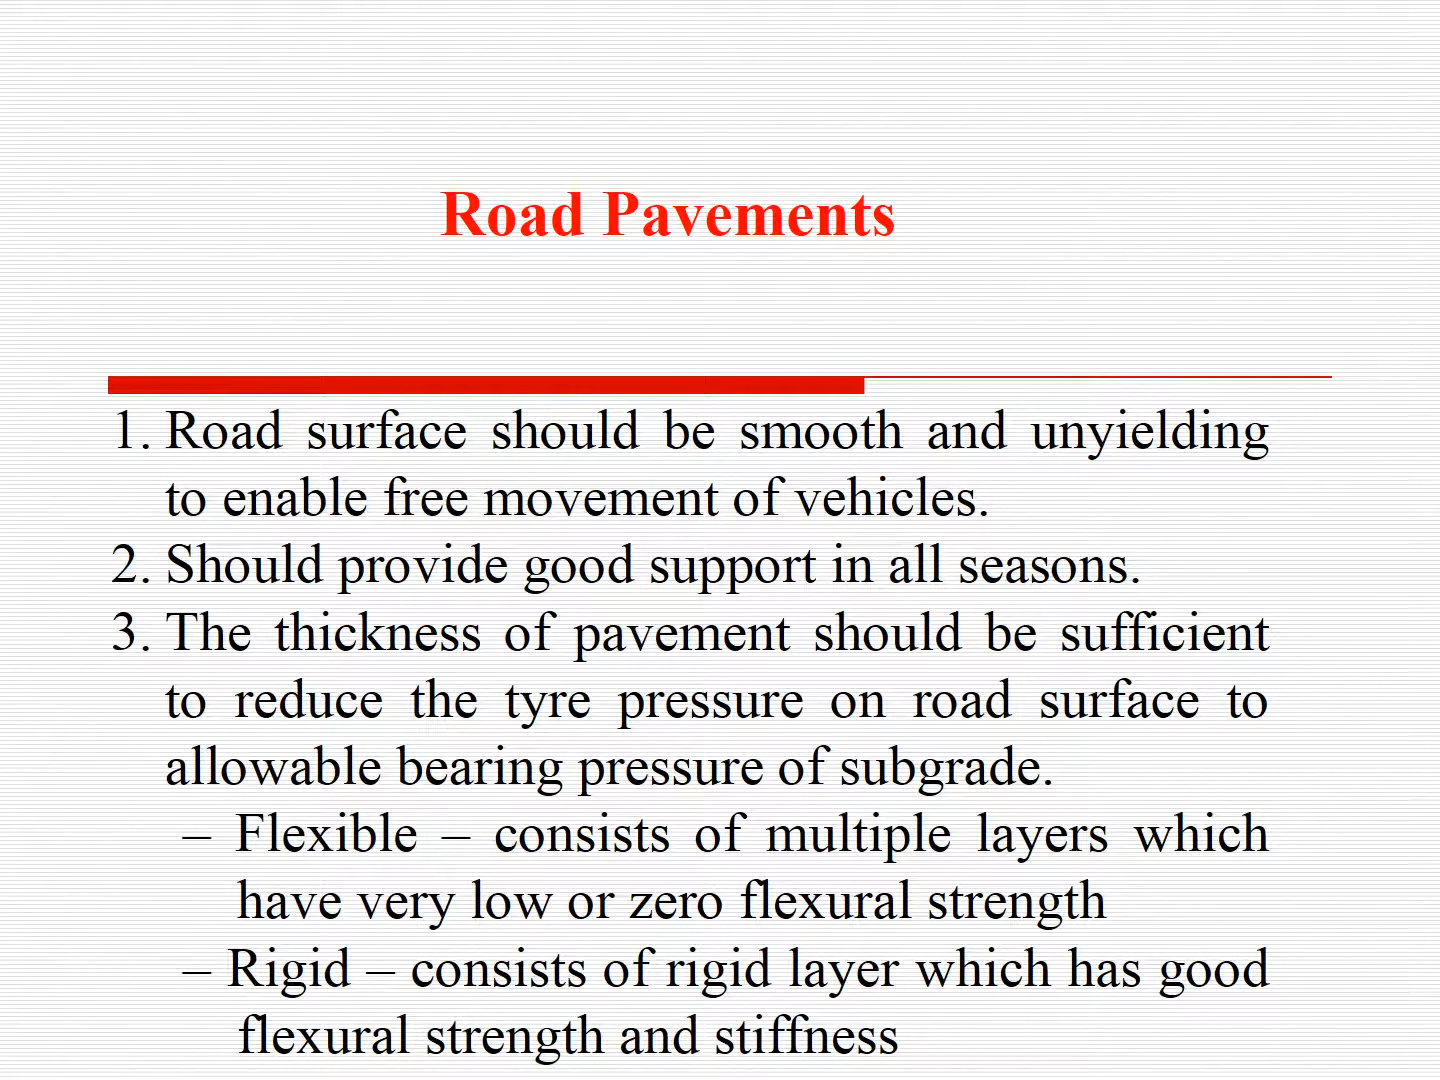 Road Pavements
1. Road surface should be smooth and unyielding
to enable free movement of vehicles.
2. Should provide good support in all seasons.
3. The thickness of pavement should be sufficient
to reduce the tyre pressure on road surface to
allowable bearing pressure of subgrade.
– Flexible – consists of multiple layers which
have very low or zero flexural strength
– Rigid – consists of rigid layer which has good
flexural strength and stiffness